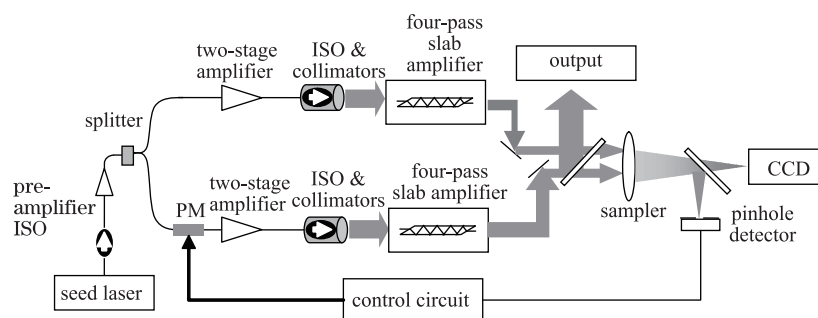 two-stage
amplifier
ISO &
collimators
four-pass
slab
amplifier
output
splitter
pre-
amplifier
ISO
PM
two-stage
amplifier
ISO &
collimators
four-pass
slab amplifier
sampler
CCD
pinhole
detector
seed laser
control circuit